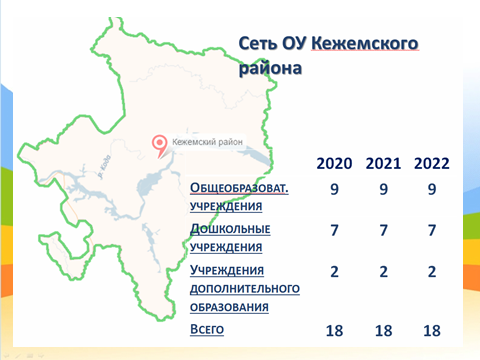 Сеть ОУ Кежемского
района
Кежемский район
2020 2021 2022
Общеобразоват. 9 9 9
учреждения
Дошкольные 7 7 7
учреждения
Учреждения 2 2 2
дополнительного
образования
Всего 18 18 18